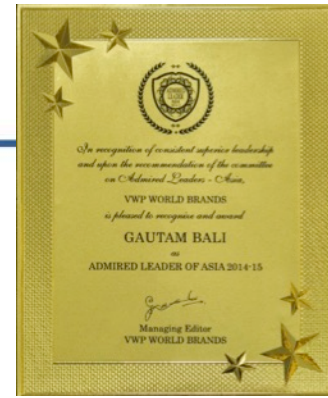 In recognition of consistent superior leadership
and upon the recommendation of the committee
on Admired Leaders - Asia,
VWP WORLD BRANDS
is pleased to recognise and award
GAUTAM BALI
as
ADMIRED LEADER OF ASIA 2014-15
Managing Editor
VWP WORLD BRANDS